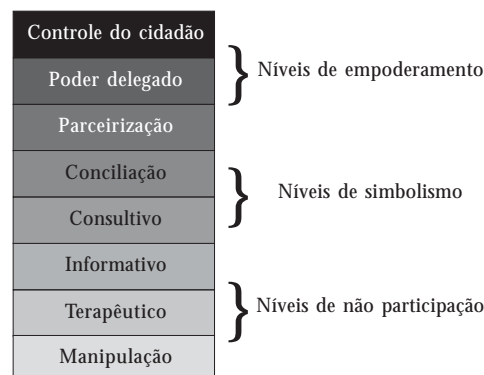 Controle do cidadão
Poder delegado
Níveis de empoderamento
Parceirização
Conciliação
Níveis de simbolismo
Consultivo
Informativo
Terapêutico
Níveis de não participação
Manipulação